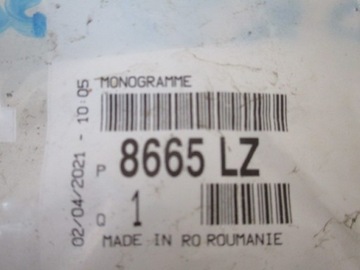 MONOGRAMME
02/04/2021 - 10:05
P 8665 LZ
Q 1
MADE IN RO ROUMANIE